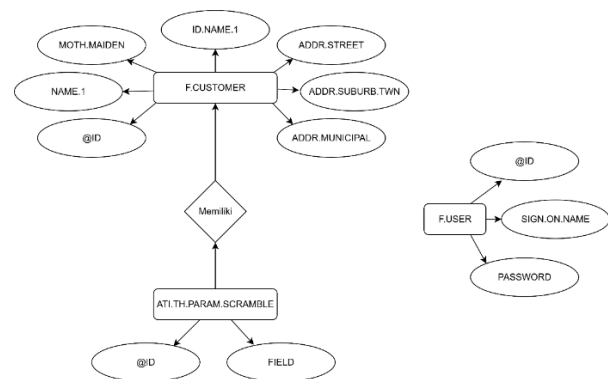 ID.NAME.1
MOTH.MAIDEN
ADDR.STREET
F.CUSTOMER
NAME.1
ADDR.SUBURB.TWN
@ID
ADDR.MUNICIPAL
@ID
F.USER
SIGN.ON.NAME
Memiliki
PASSWORD
ATI.TH.PARAM.SCRAMBLE
@ID
FIELD